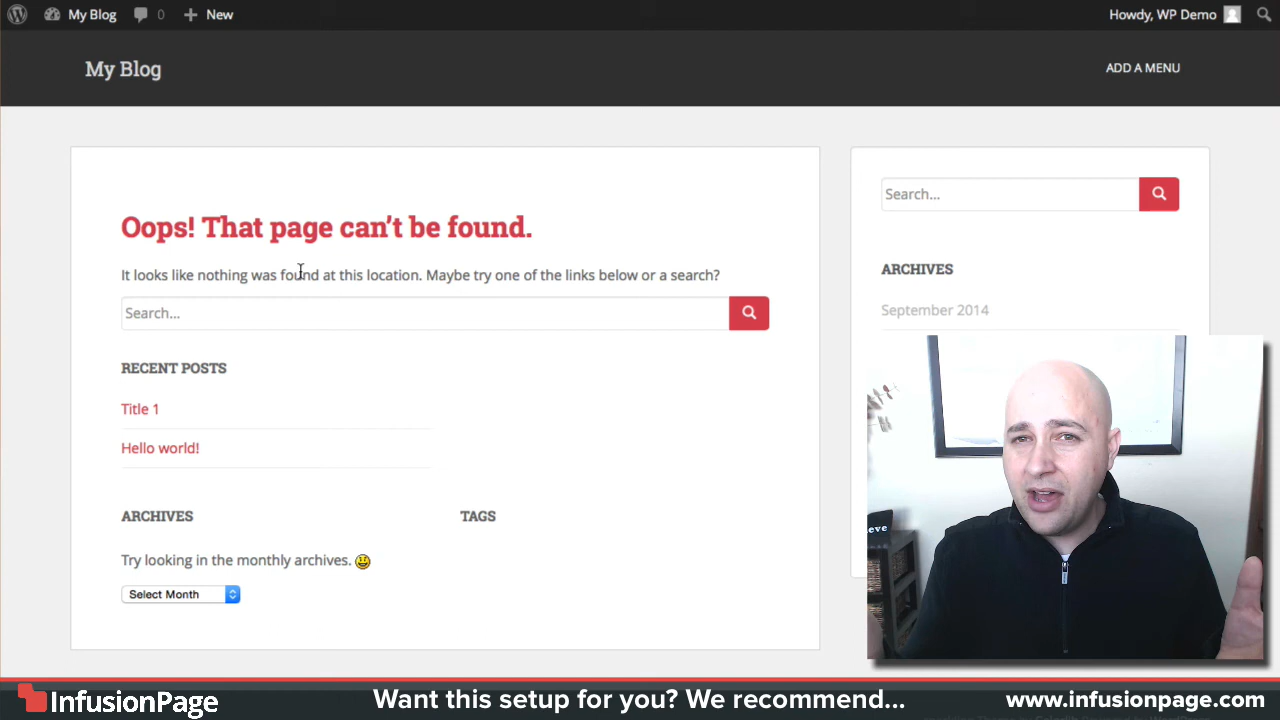 My Blog
0
New
Howdy, WP Demo
My Blog
ADD A MENU
Oops! That page can’t be found.
It looks like nothing was found at this location. Maybe try one of the links below or a search?
Search...
RECENT POSTS
Title 1
Hello world!
ARCHIVES
Try looking in the monthly archives.
Select Month
TAGS
Search...
ARCHIVES
September 2014
eve
InfusionPage
Want this setup for you? We recommend...
www.infusionpage.com